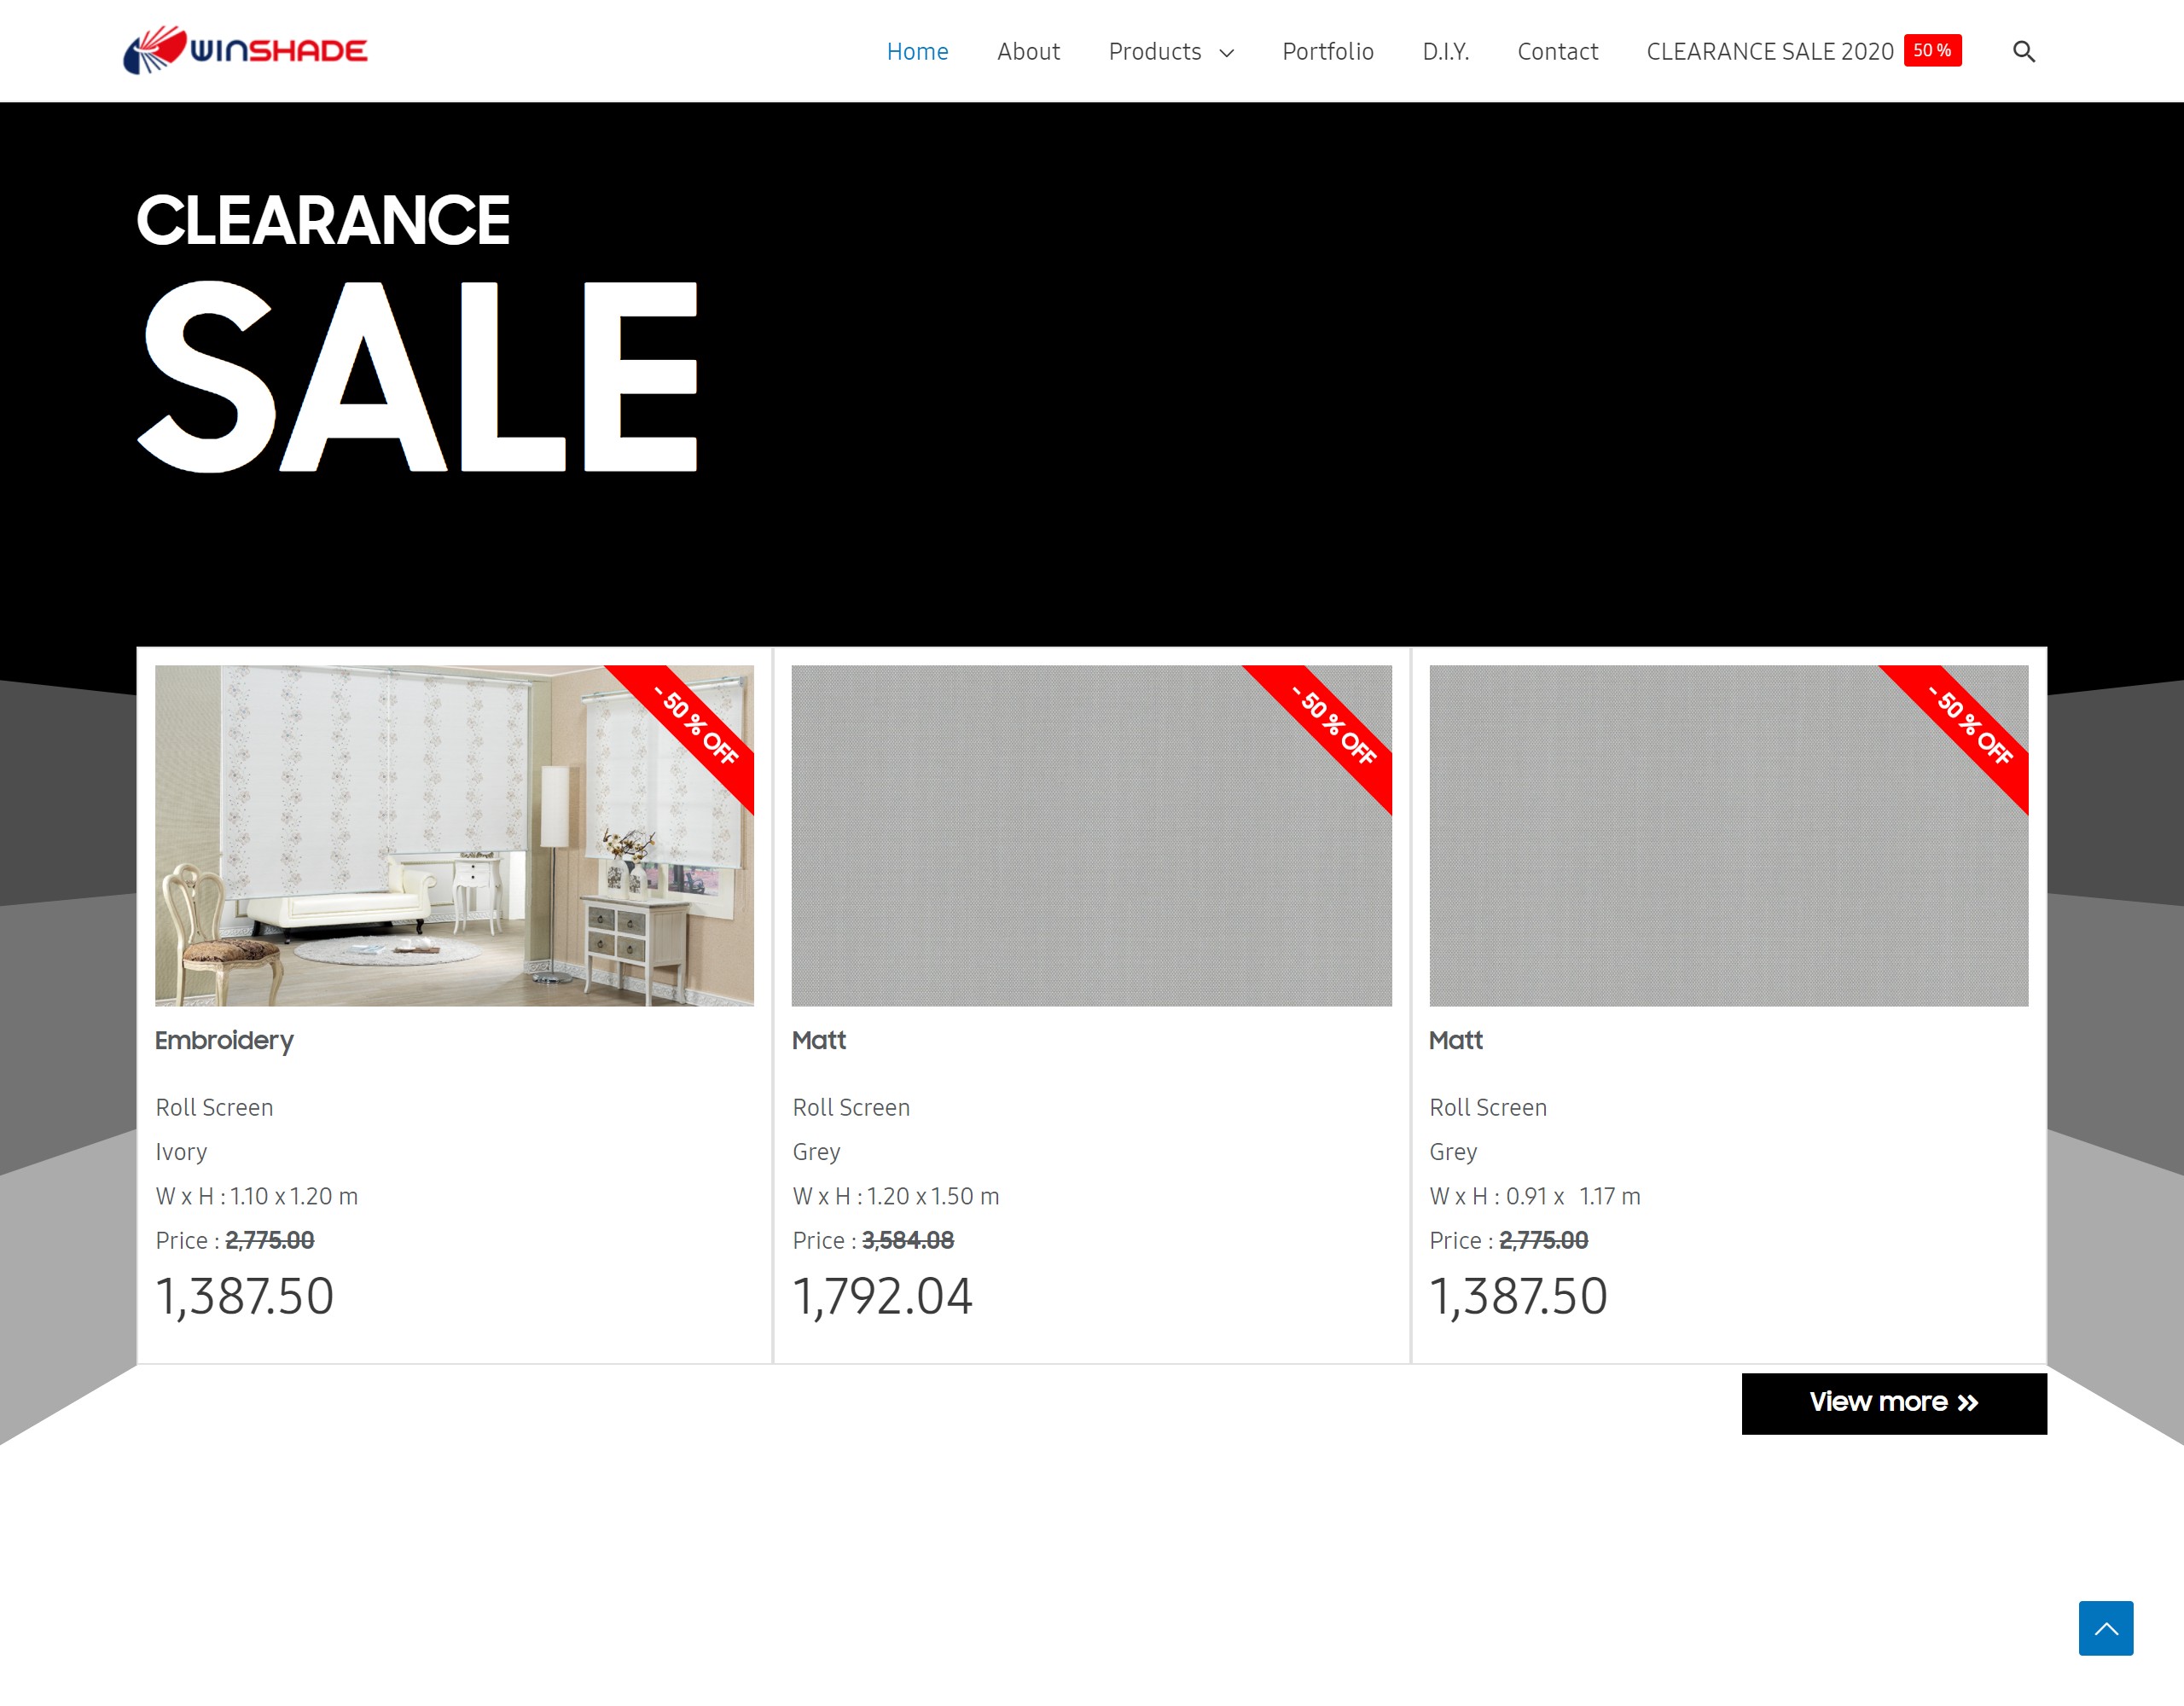 WINSHADE
Home About Products Portfolio D.I.Y. Contact CLEARANCE SALE 2020 50 %
CLEARANCE
SALE
- 50 % OFF
Embroidery
Roll Screen
Ivory
W x H : 1.10 x 1.20 m
Price : 2,775.00
1,387.50
- 50 % OFF
Matt
Roll Screen
Grey
W x H : 1.20 x 1.50 m
Price : 3,584.08
1,792.04
- 50 % OFF
Matt
Roll Screen
Grey
W x H : 0.91 x 1.17 m
Price : 2,775.00
1,387.50
View more »